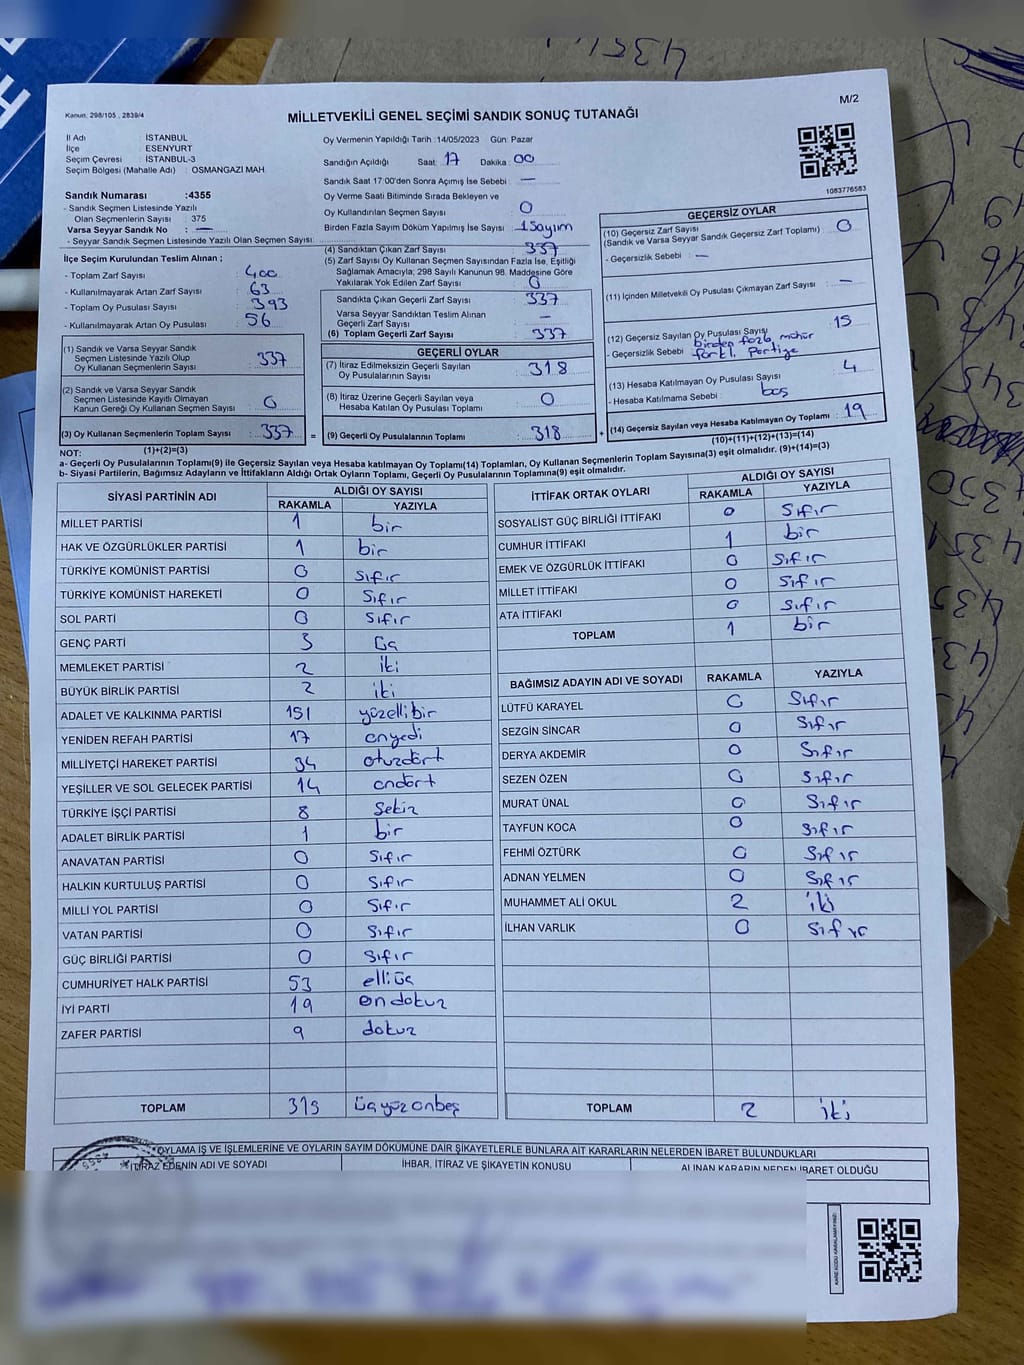 Kanun, 298/105 , 2839/4
M/2
MİLLETVEKİLİ GENEL SEÇİMİ SANDIK SONUÇ TUTANAĞI
İl Adı : İSTANBUL
İlçe : ESENYURT
Seçim Çevresi : İSTANBUL-3
Seçim Bölgesi (Mahalle Adı) : OSMANGAZI MAH
Sandık Numarası :4355
- Sandık Seçmen Listesinde Yazılı
Olan Seçmenlerin Sayısı : 375
Varsa Seyyar Sandık No : —
- Seyyar Sandık Seçmen Listesinde Yazılı Olan Seçmen Sayısı:
İlçe Seçim Kurulundan Teslim Alınan ;
- Toplam Zarf Sayısı : 400
- Kullanılmayarak Artan Zarf Sayısı : 63
- Toplam Oy Pusulası Sayısı : 393
- Kullanılmayarak Artan Oy Pusulası : 56
(1) Sandık ve Varsa Seyyar Sandık
Seçmen Listesinde Yazılı Olup
Oy Kullanan Seçmenlerin Sayısı : 337
(2) Sandık ve Varsa Seyyar Sandık
Seçmen Listesinde Kayıtlı Olmayan
Kanun Gereği Oy Kullanan Seçmen Sayısı : 0
(3) Oy Kullanan Seçmenlerin Toplam Sayısı : 337
Oy Vermenin Yapıldığı Tarih :14/05/2023 Gün: Pazar
Sandığın Açıldığı Saat: 17 Dakika: 00
Sandık Saat 17:00'den Sonra Açımış İse Sebebi : —
Oy Verme Saati Bitiminde Sırada Bekleyen ve
Oy Kullandırılan Seçmen Sayısı : 0
Birden Fazla Sayım Döküm Yapılmış İse Sayısı : 1 Sayım
(4) Sandıktan Çıkan Zarf Sayısı : 337
(5) Zarf Sayısı Oy Kullanan Seçmen Sayısından Fazla İse, Eşitliği
Sağlamak Amacıyla; 298 Sayılı Kanunun 98. Maddesine Göre
Yakılarak Yok Edilen Zarf Sayısı : 0
Sandıkta Çıkan Geçerli Zarf Sayısı : 337
Varsa Seyyar Sandıktan Teslim Alınan
Geçerli Zarf Sayısı : —
(6) Toplam Geçerli Zarf Sayısı : 337
GEÇERLİ OYLAR
(7) İtiraz Edilmeksizin Geçerli Sayılan
Oy Pusulalarının Sayısı : 318
(8) İtiraz Üzerine Geçerli Sayılan veya
Hesaba Katılan Oy Pusulası Toplamı : 0
= (9) Geçerli Oy Pusulalarının Toplamı : 318 +
1083776583
GEÇERSİZ OYLAR
(10) Geçersiz Zarf Sayısı : 0
(Sandık ve Varsa Seyyar Sandık Geçersiz Zarf Toplamı)
- Geçersizlik Sebebi : —
(11) İçinden Milletvekili Oy Pusulası Çıkmayan Zarf Sayısı : —
(12) Geçersiz Sayılan Oy Pusulası Sayısı : 15
- Geçersizlik Sebebi : Birden fazla mühür
farklı Partiye
(13) Hesaba Katılmayan Oy Pusulası Sayısı : 4
- Hesaba Katılmama Sebebi : boş
(14) Geçersiz Sayılan veya Hesaba Katılmayan Oy Toplamı : 19
NOT: (1)+(2)=(3) (10)+(11)+(12)+(13)=(14)
a- Geçerli Oy Pusulalarının Toplamı(9) ile Geçersiz Sayılan veya Hesaba katılmayan Oy Toplamı(14) Toplamları, Oy Kullanan Seçmenlerin Toplam Sayısına(3) eşit olmalıdır. (9)+(14)=(3)
b- Siyasi Partilerin, Bağımsız Adayların ve İttifakların Aldığı Ortak Oyların Toplamı, Geçerli Oy Pusulalarının Toplamına(9) eşit olmalıdır.
SİYASİ PARTİNİN ADI ALDIĞI OY SAYISI
RAKAMLA YAZIYLA
MİLLET PARTİSİ 1 bir
HAK VE ÖZGÜRLÜKLER PARTİSİ 1 bir
TÜRKİYE KOMÜNİST PARTİSİ 0 sıfır
TÜRKİYE KOMÜNİST HAREKETİ 0 sıfır
SOL PARTİ 0 sıfır
GENÇ PARTİ 3 üç
MEMLEKET PARTİSİ 2 iki
BÜYÜK BİRLİK PARTİSİ 2 iki
ADALET VE KALKINMA PARTİSİ 151 yüzellibir
YENİDEN REFAH PARTİSİ 17 onyedi
MİLLİYETÇİ HAREKET PARTİSİ 34 otuzdört
YEŞİLLER VE SOL GELECEK PARTİSİ 14 ondört
TÜRKİYE İŞÇİ PARTİSİ 8 sekiz
ADALET BİRLİK PARTİSİ 1 bir
ANAVATAN PARTİSİ 0 sıfır
HALKIN KURTULUŞ PARTİSİ 0 sıfır
MİLLİ YOL PARTİSİ 0 sıfır
VATAN PARTİSİ 0 sıfır
GÜÇ BİRLİĞİ PARTİSİ 0 sıfır
CUMHURİYET HALK PARTİSİ 53 elliüç
İYİ PARTİ 19 on dokuz
ZAFER PARTİSİ 9 dokuz
TOPLAM 315 üçyüzonbeş
İTTİFAK ORTAK OYLARI ALDIĞI OY SAYISI
RAKAMLA YAZIYLA
SOSYALİST GÜÇ BİRLİĞİ İTTİFAKI 0 sıfır
CUMHUR İTTİFAKI 1 bir
EMEK VE ÖZGÜRLÜK İTTİFAKI 0 sıfır
MİLLET İTTİFAKI 0 sıfır
ATA İTTİFAKI 0 sıfır
TOPLAM 1 bir
BAĞIMSIZ ADAYIN ADI VE SOYADI RAKAMLA YAZIYLA
LÜTFÜ KARAYEL 0 sıfır
SEZGİN SİNCAR 0 sıfır
DERYA AKDEMİR 0 sıfır
SEZEN ÖZEN 0 sıfır
MURAT ÜNAL 0 sıfır
TAYFUN KOCA 0 sıfır
FEHMİ ÖZTÜRK 0 sıfır
ADNAN YELMEN 0 sıfır
MUHAMMET ALİ OKUL 2 iki
İLHAN VARLIK 0 sıfır
TOPLAM 2 iki
OYLAMA İŞ VE İŞLEMLERİNE VE OYLARIN SAYIM DÖKÜMÜNE DAİR ŞİKAYETLERLE BUNLARA AİT KARARLARIN NELERDEN İBARET BULUNDUKLARI
İTİRAZ EDENİN ADI VE SOYADI İHBAR, İTİRAZ VE ŞİKAYETİN KONUSU ALINAN KARARIN NEDEN İBARET OLDUĞU
KARE KODU KARALAMAYINIZ!